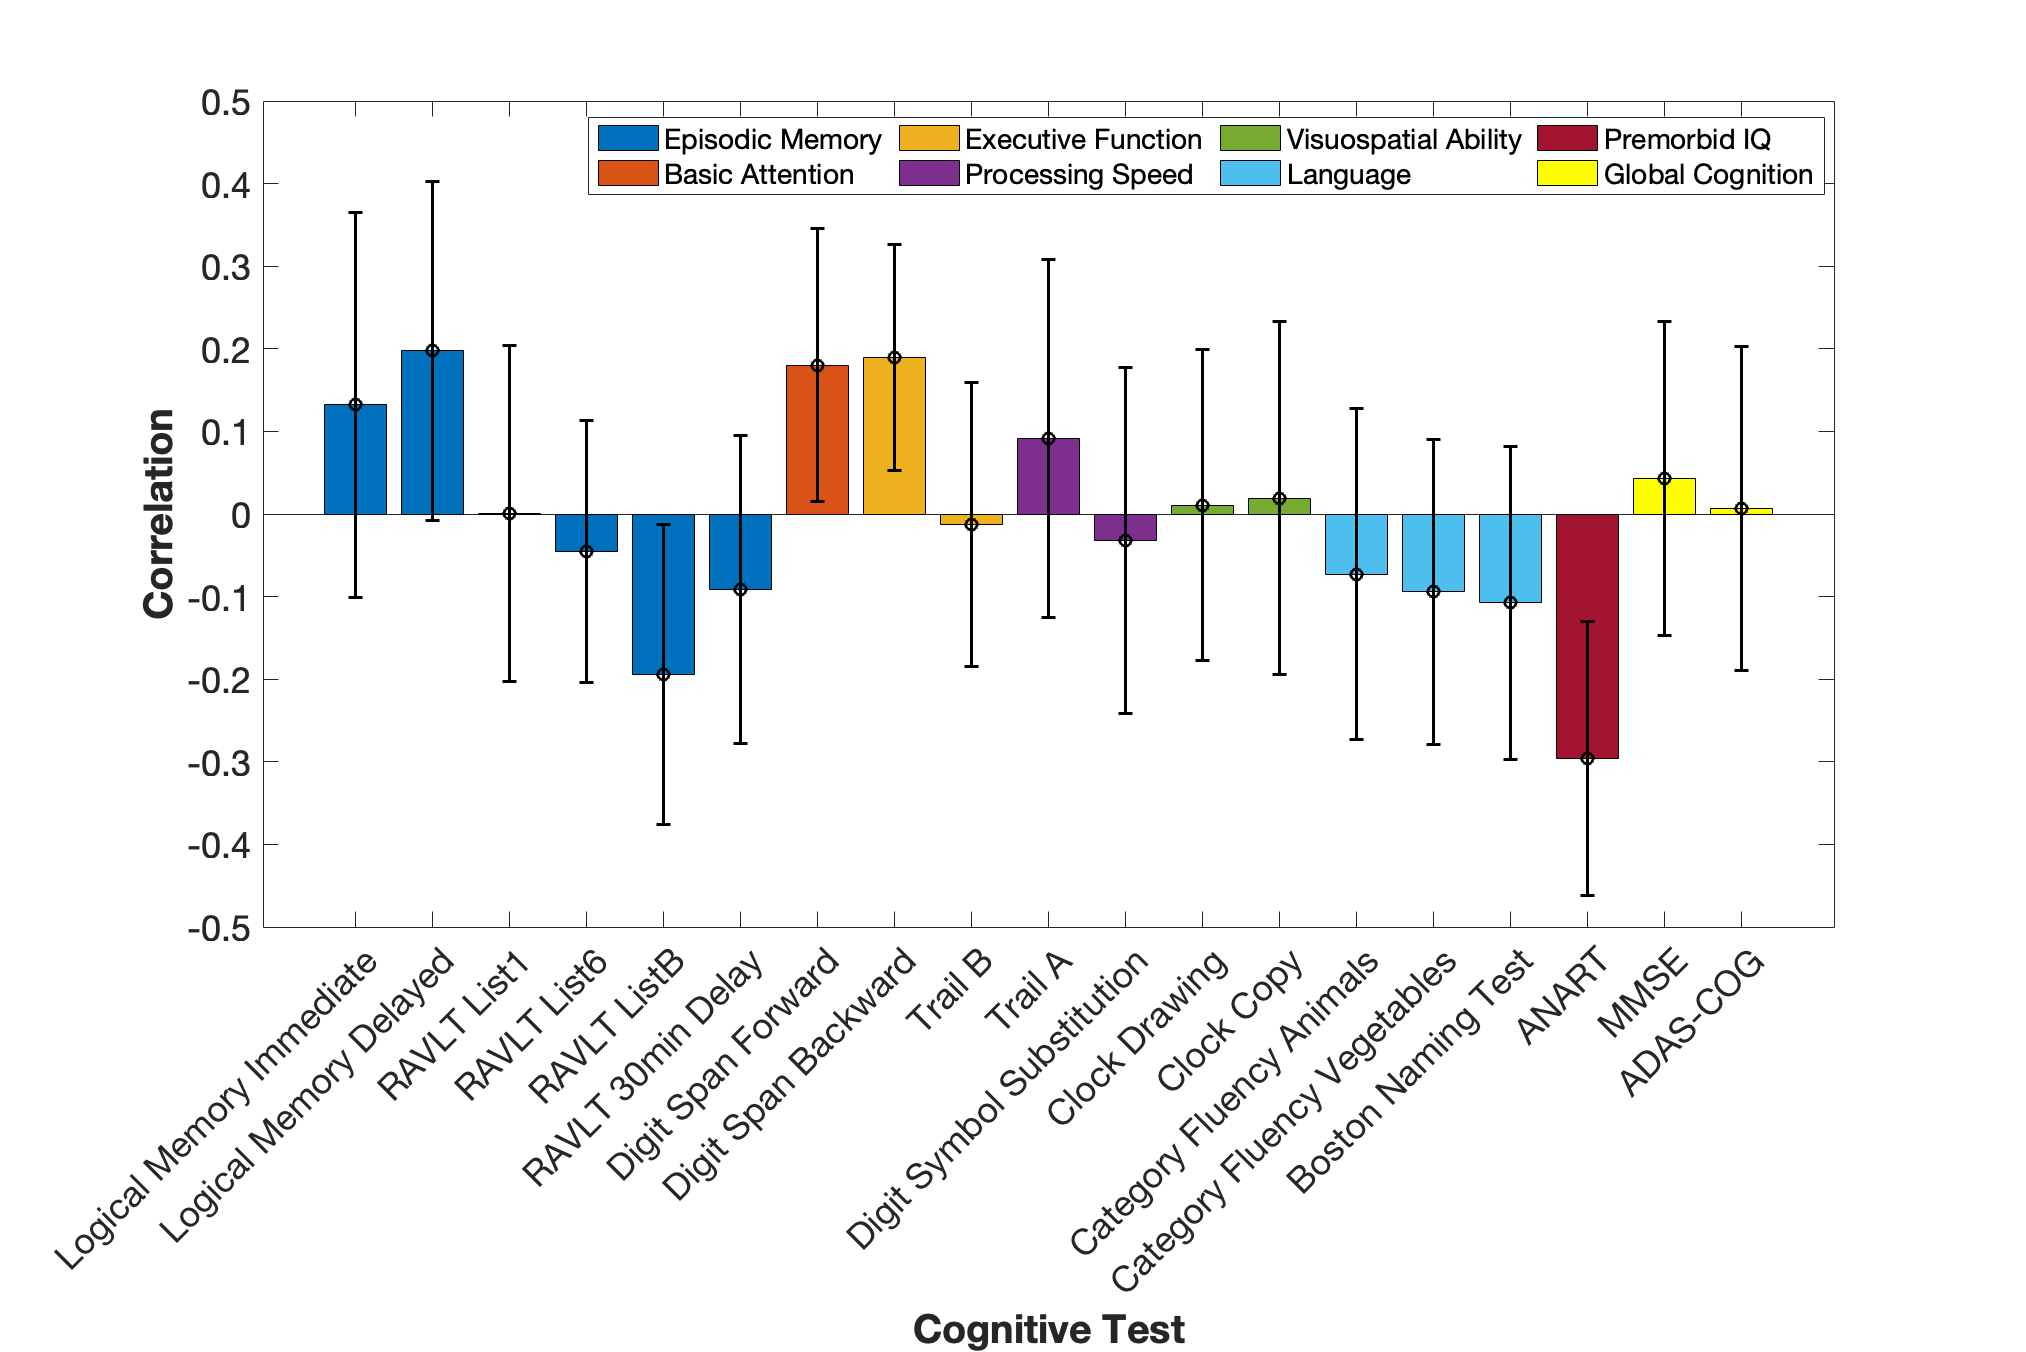 0.5
0.4
0.3
0.2
0.1
0
-0.1
-0.2
-0.3
-0.4
-0.5
Correlation
Episodic Memory
Executive Function
Visuospatial Ability
Premorbid IQ
Basic Attention
Processing Speed
Language
Global Cognition
Logical Memory Immediate
Logical Memory Delayed
RAVLT List1
RAVLT List6
RAVLT ListB
RAVLT 30min Delay
Digit Span Forward
Digit Span Backward
Trail B
Trail A
Digit Symbol Substitution
Clock Drawing
Clock Copy
Category Fluency Animals
Category Fluency Vegetables
Boston Naming Test
ANART
MMSE
ADAS-COG
Cognitive Test